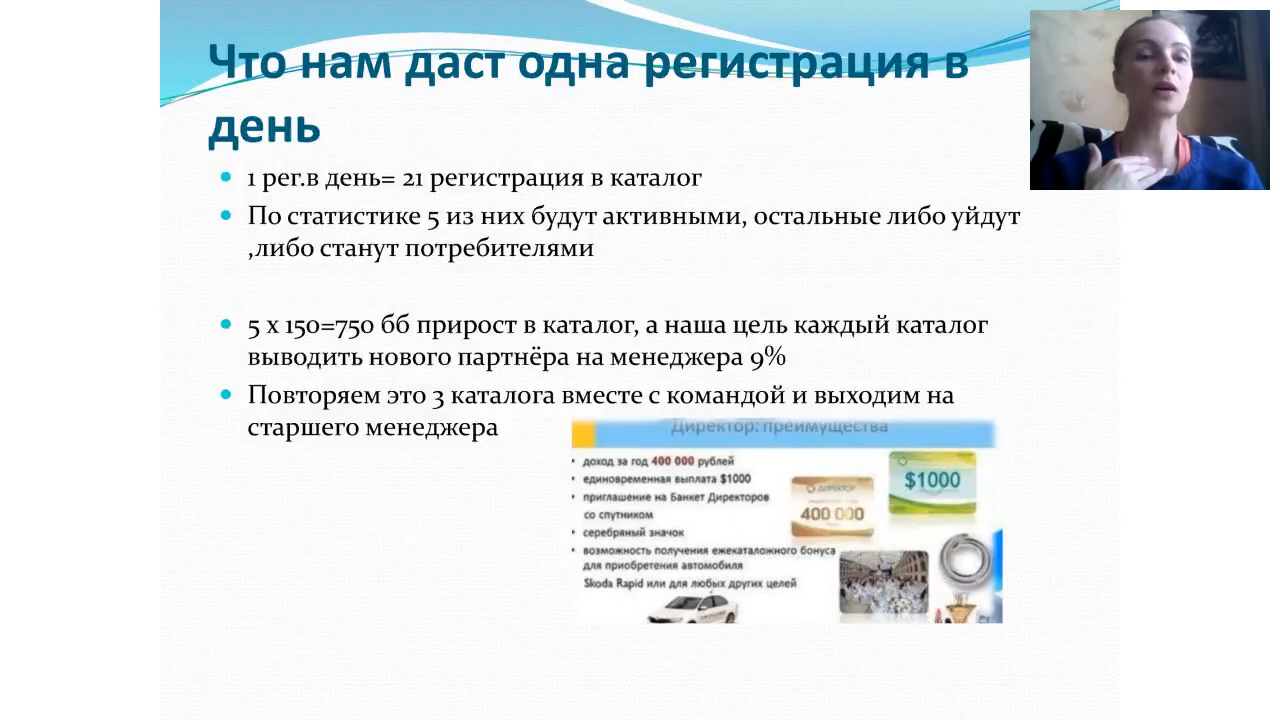 Что нам даст одна регистрация в
день
1 рег.в день= 21 регистрация в каталог
По статистике 5 из них будут активными, остальные либо уйдут
,либо станут потребителями
5 х 150=750 бб прирост в каталог, а наша цель каждый каталог
выводить нового партнёра на менеджера 9%
Повторяем это 3 каталога вместе с командой и выходим на
старшего менеджера
Директор: преимущества
доход за год 400 000 рублей
единовременная выплата $1000
приглашение на Банкет Директоров
со спутником
серебряный значок
возможность получения ежекаталожного бонуса
для приобретения автомобиля
Skoda Rapid или для любых других целей
ДИРЕКТОР
400 000
$1000